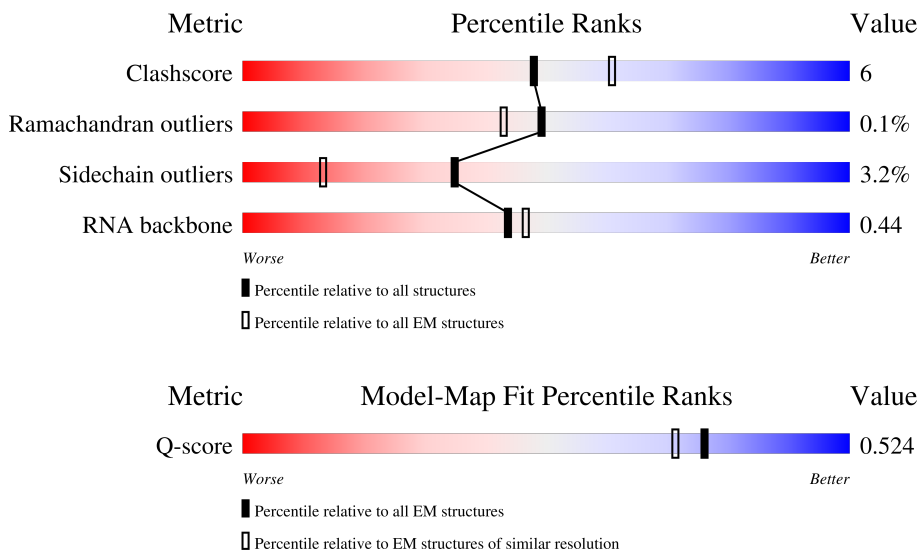 Metric Percentile Ranks Value
Clashscore 6
Ramachandran outliers 0.1%
Sidechain outliers 3.2%
RNA backbone 0.44
Worse Better
Percentile relative to all structures
Percentile relative to all EM structures
Metric Model-Map Fit Percentile Ranks Value
Q-score 0.524
Worse Better
Percentile relative to all EM structures
Percentile relative to EM structures of similar resolution